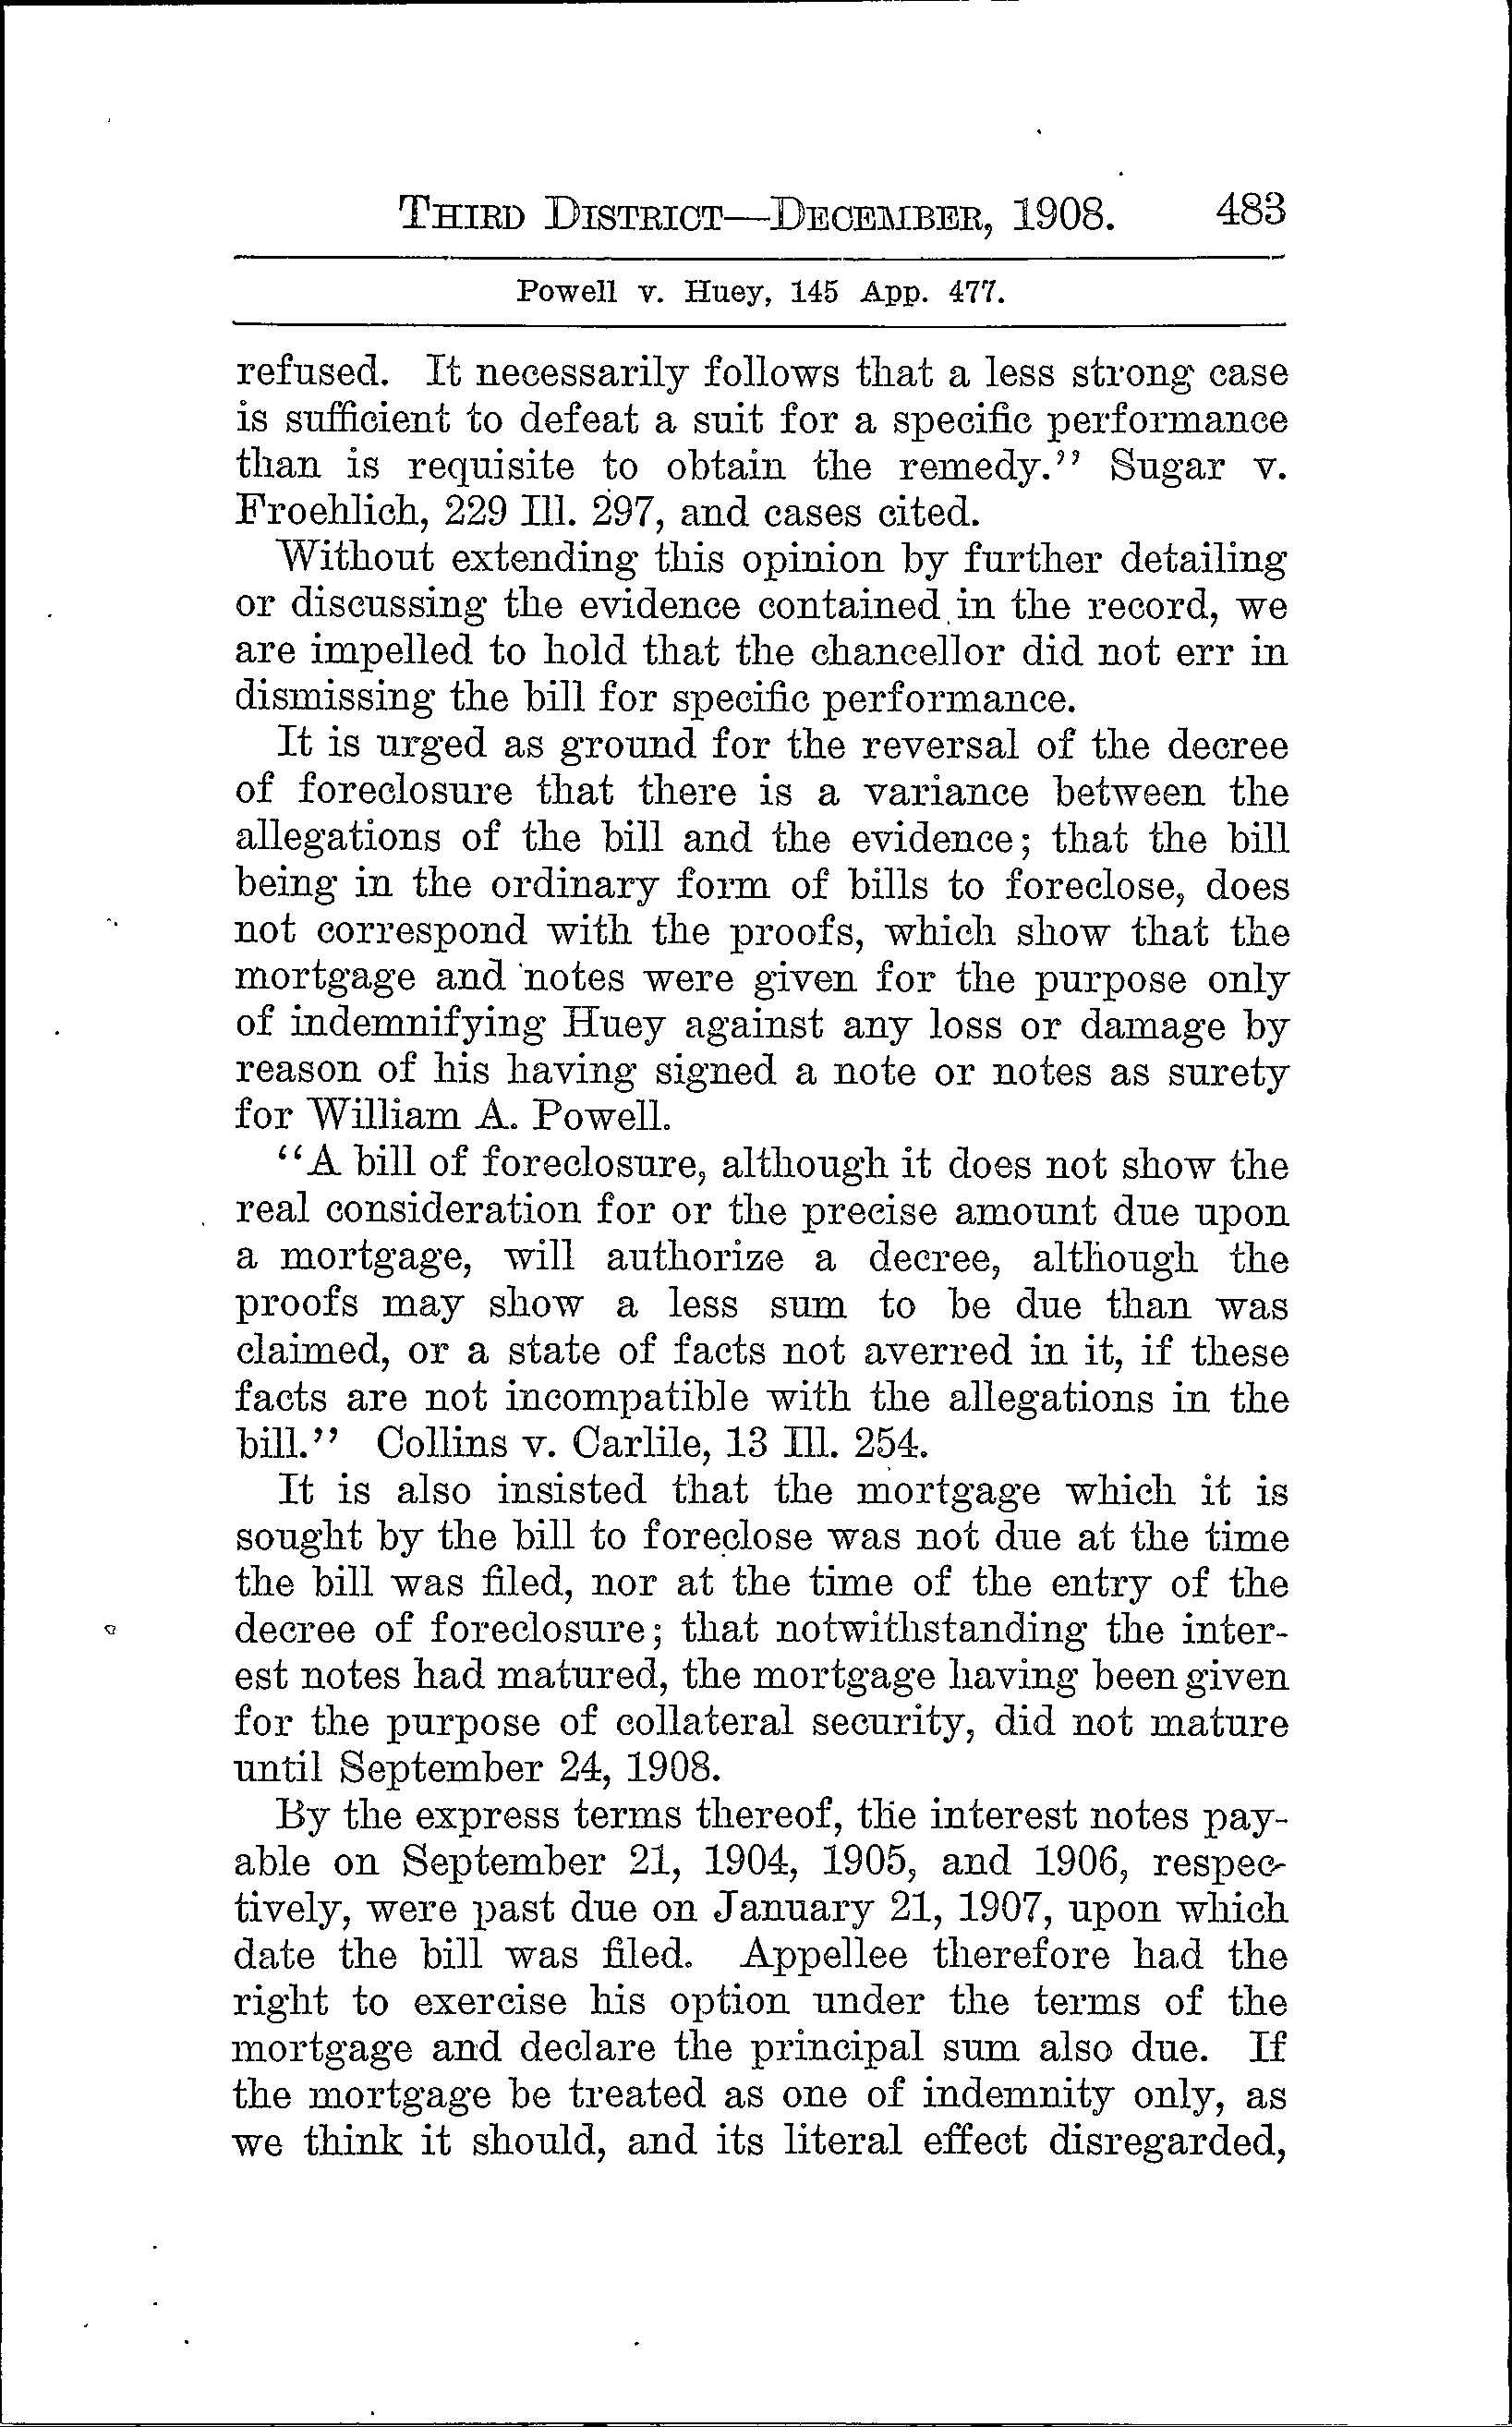 THIRD DISTRICT—DECEMBER, 1908. 483
Powell v. Huey, 145 App. 477.
refused. It necessarily follows that a less strong case
is sufficient to defeat a suit for a specific performance
than is requisite to obtain the remedy.'' Sugar v.
Froehlich, 229 Ill. 297, and cases cited.
Without extending this opinion by further detailing
or discussing the evidence contained in the record, we
are impelled to hold that the chancellor did not err in
dismissing the bill for specific performance.
It is urged as ground for the reversal of the decree
of foreclosure that there is a variance between the
allegations of the bill and the evidence; that the bill
being in the ordinary form of bills to foreclose, does
not correspond with the proofs, which show that the
mortgage and notes were given for the purpose only
of indemnifying Huey against any loss or damage by
reason of his having signed a note or notes as surety
for William A. Powell.
''A bill of foreclosure, although it does not show the
real consideration for or the precise amount due upon
a mortgage, will authorize a decree, although the
proofs may show a less sum to be due than was
claimed, or a state of facts not averred in it, if these
facts are not incompatible with the allegations in the
bill.'' Collins v. Carlile, 13 Ill. 254.
It is also insisted that the mortgage which it is
sought by the bill to foreclose was not due at the time
the bill was filed, nor at the time of the entry of the
decree of foreclosure; that notwithstanding the inter-
est notes had matured, the mortgage having been given
for the purpose of collateral security, did not mature
until September 24, 1908.
By the express terms thereof, the interest notes pay-
able on September 21, 1904, 1905, and 1906, respec-
tively, were past due on January 21, 1907, upon which
date the bill was filed. Appellee therefore had the
right to exercise his option under the terms of the
mortgage and declare the principal sum also due. If
the mortgage be treated as one of indemnity only, as
we think it should, and its literal effect disregarded,